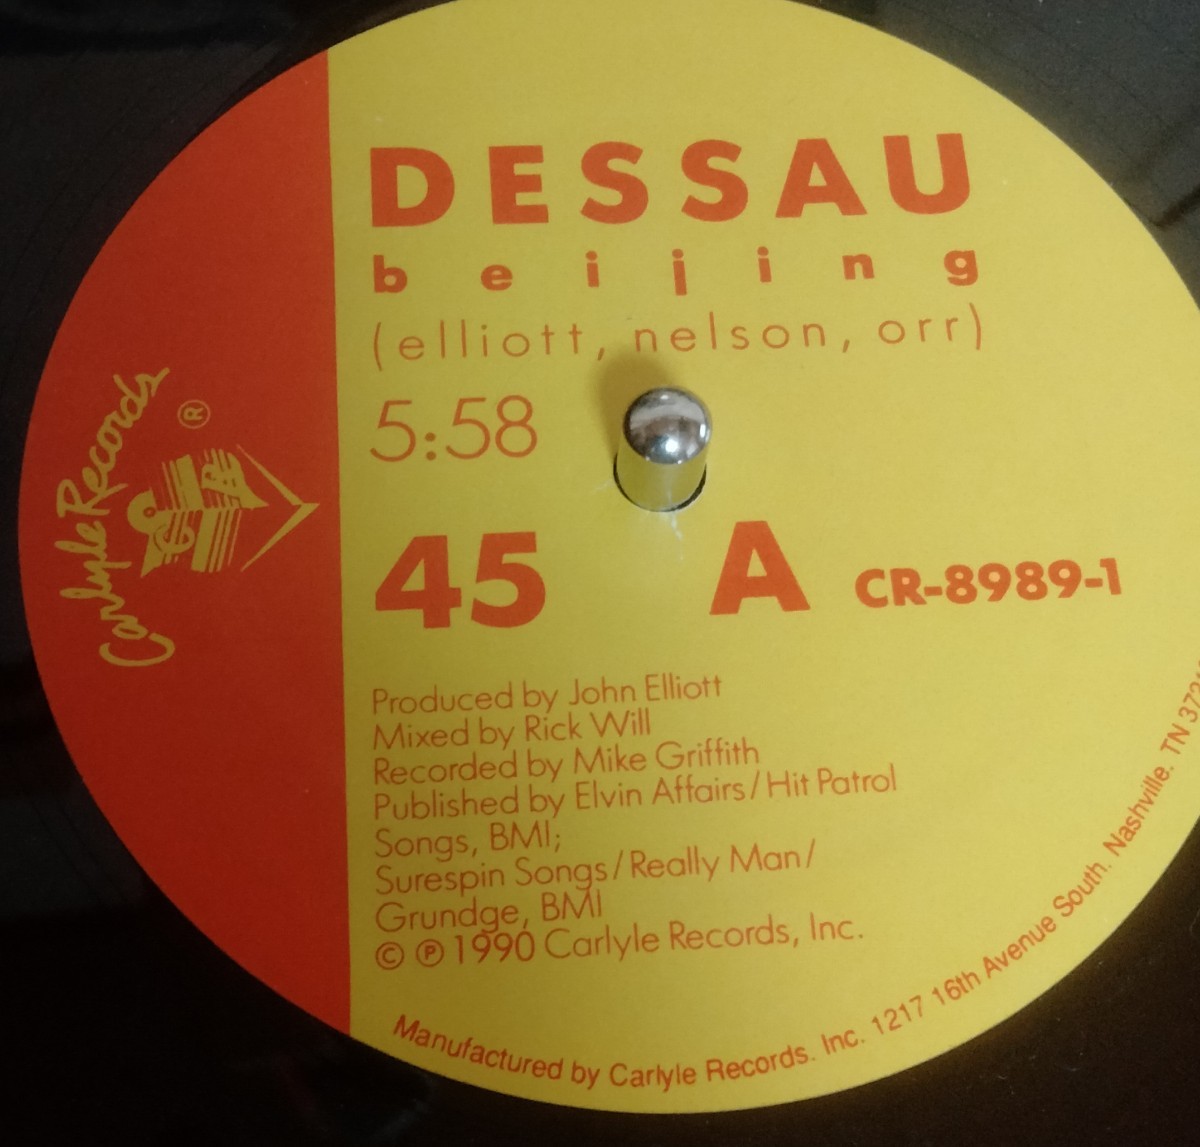 DESSAU
beijing
(elliott, nelson, orr)
5:58
45 A CR-8989-1
Carlyle Records
®
CR
Produced by John Elliott
Mixed by Rick Will
Recorded by Mike Griffith
Published by Elvin Affairs/Hit Patrol
Songs, BMI;
Surespin Songs/Really Man/
Grundge, BMI
© ℗ 1990 Carlyle Records, Inc.
Manufactured by Carlyle Records. Inc. 1217 16th Avenue South. Nashville. TN